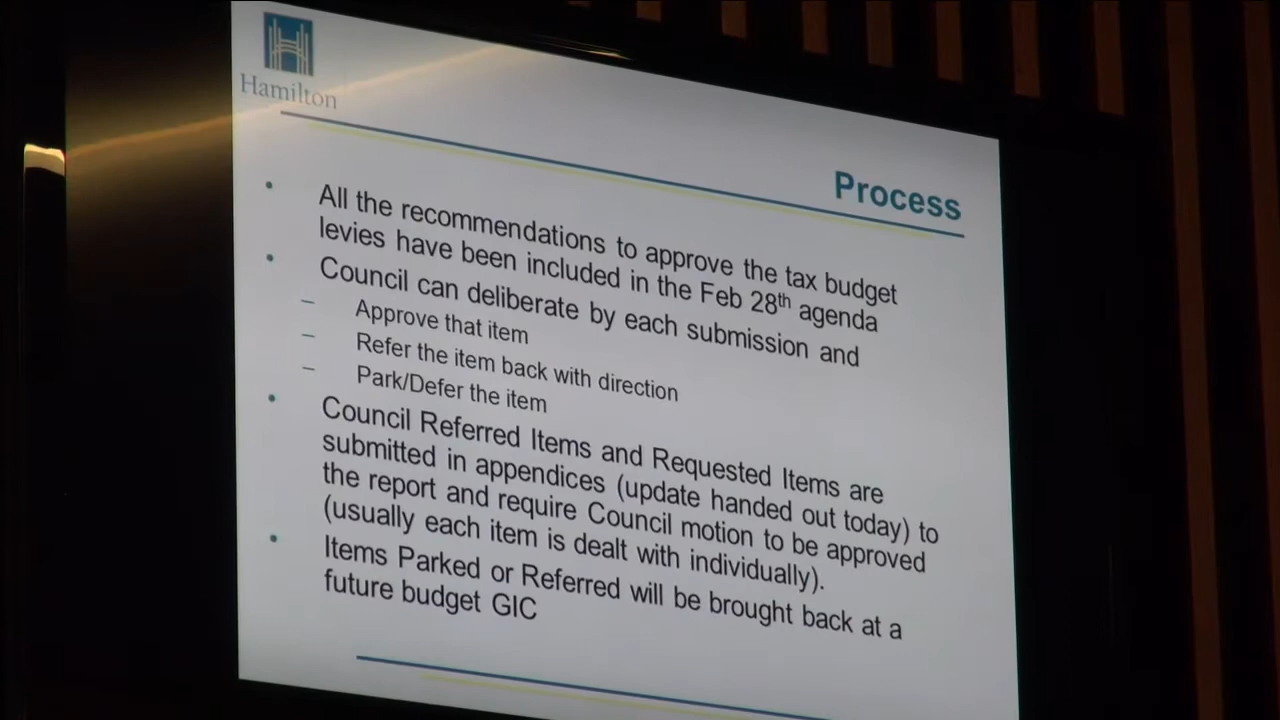 Hamilton
Process
• All the recommendations to approve the tax budget
levies have been included in the Feb 28th agenda
• Council can deliberate by each submission and
– Approve that item
– Refer the item back with direction
– Park/Defer the item
• Council Referred Items and Requested Items are
submitted in appendices (update handed out today) to
the report and require Council motion to be approved
(usually each item is dealt with individually).
• Items Parked or Referred will be brought back at a
future budget GIC